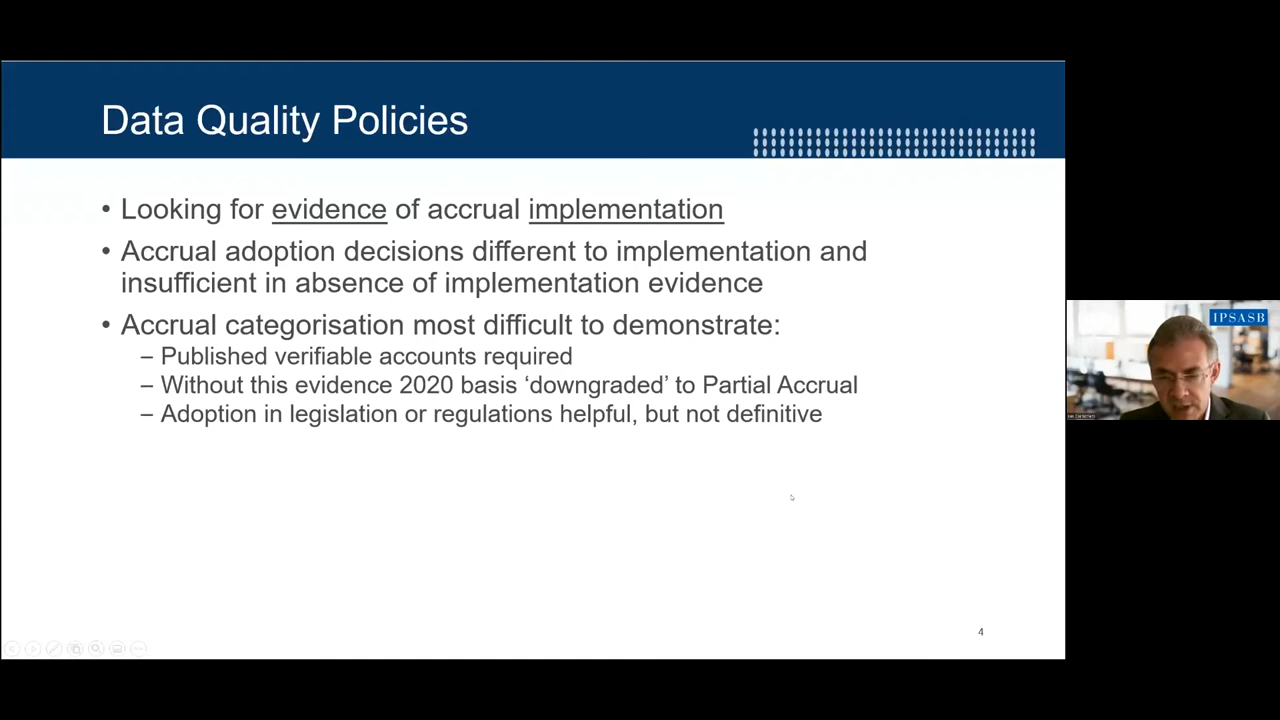 Data Quality Policies
• Looking for evidence of accrual implementation
• Accrual adoption decisions different to implementation and
insufficient in absence of implementation evidence
• Accrual categorisation most difficult to demonstrate:
– Published verifiable accounts required
– Without this evidence 2020 basis ‘downgraded’ to Partial Accrual
– Adoption in legislation or regulations helpful, but not definitive
4
IPSASB